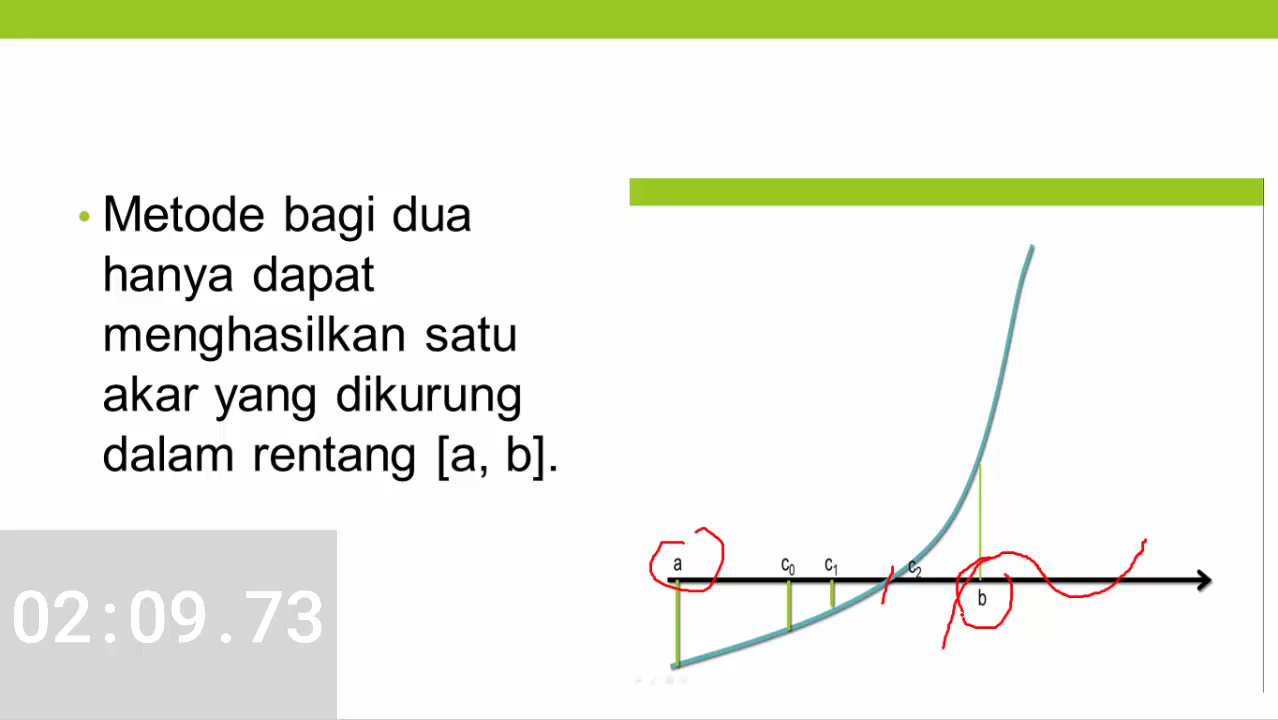 • Metode bagi dua
hanya dapat
menghasilkan satu
akar yang dikurung
dalam rentang [a, b].
a c₀ c₁ c₂
b
02:09.73